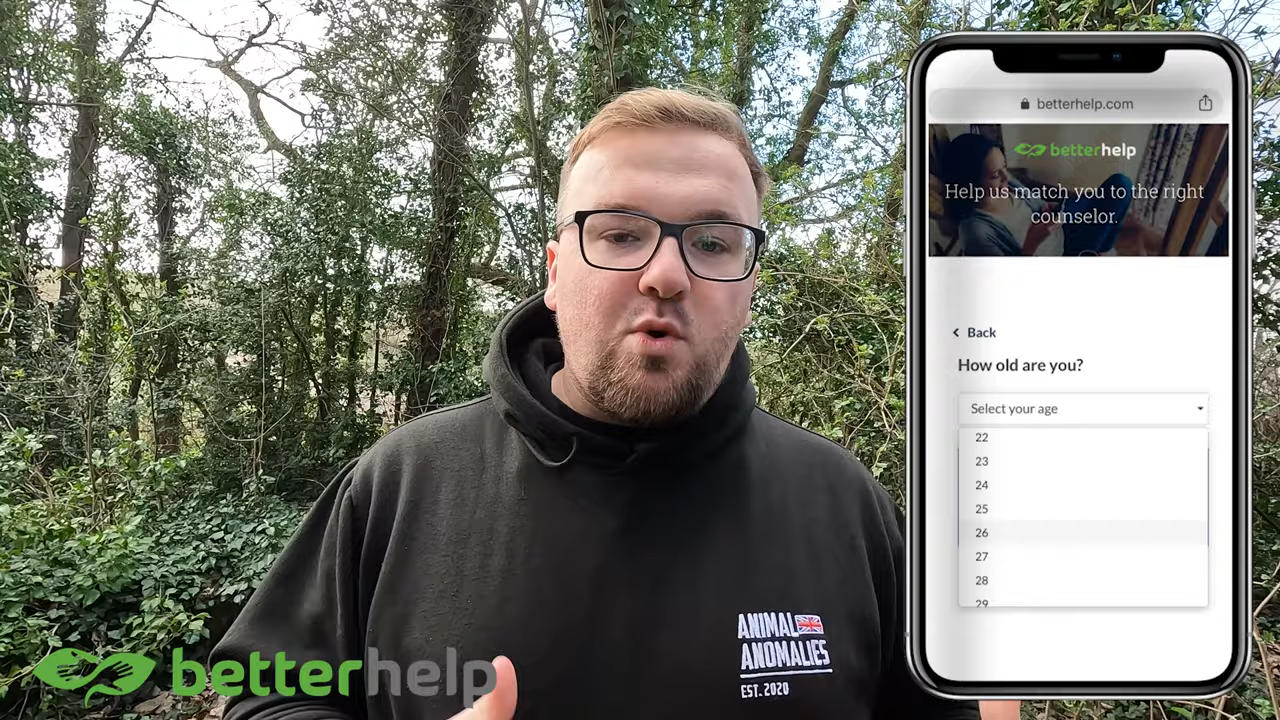 betterhelp.com
betterhelp
Help us match you to the right
counselor.
Back
How old are you?
Select your age
22
23
24
25
26
27
28
29
ANIMAL
ANOMALIES
EST. 2020
betterhelp